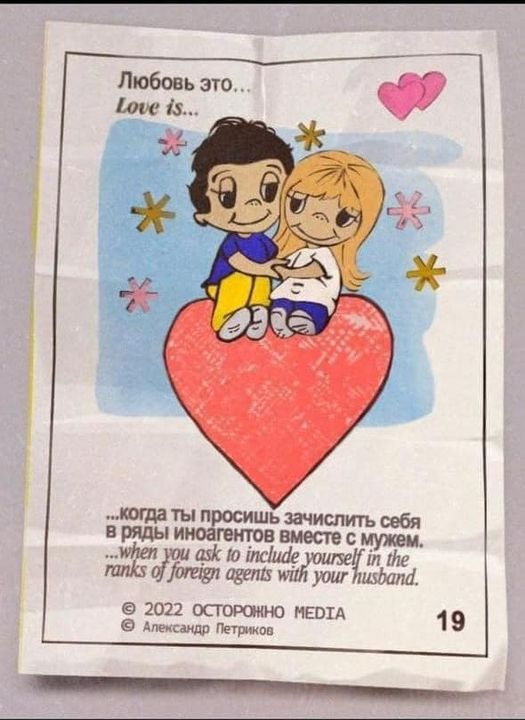 Любовь это...
Love is...
...когда ты просишь зачислить себя
в ряды иноагентов вместе с мужем.
...when you ask to include yourself in the
ranks of foreign agents with your husband.
© 2022 ОСТОРОЖНО MEDIA
© Александр Петриков
19